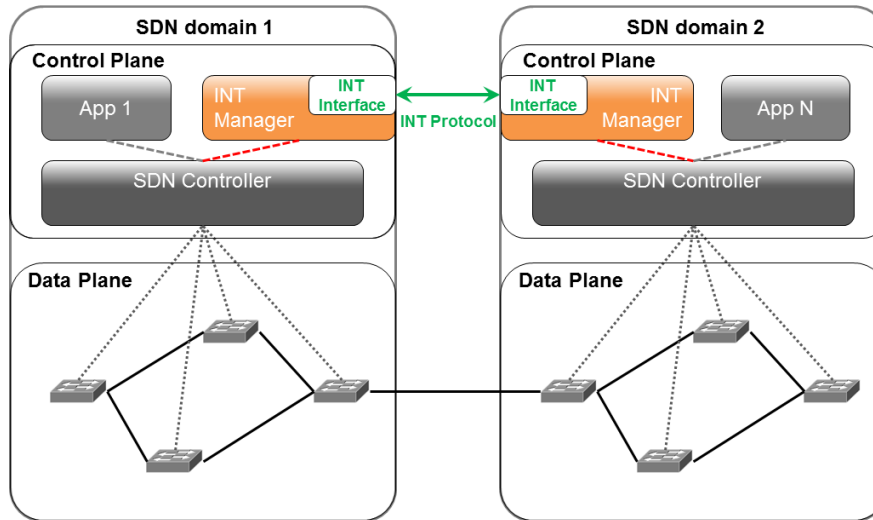 SDN domain 1
Control Plane
App 1
INT
Manager
INT
Interface
SDN Controller
Data Plane
INT Protocol
SDN domain 2
Control Plane
INT
Interface
INT
Manager
App N
SDN Controller
Data Plane